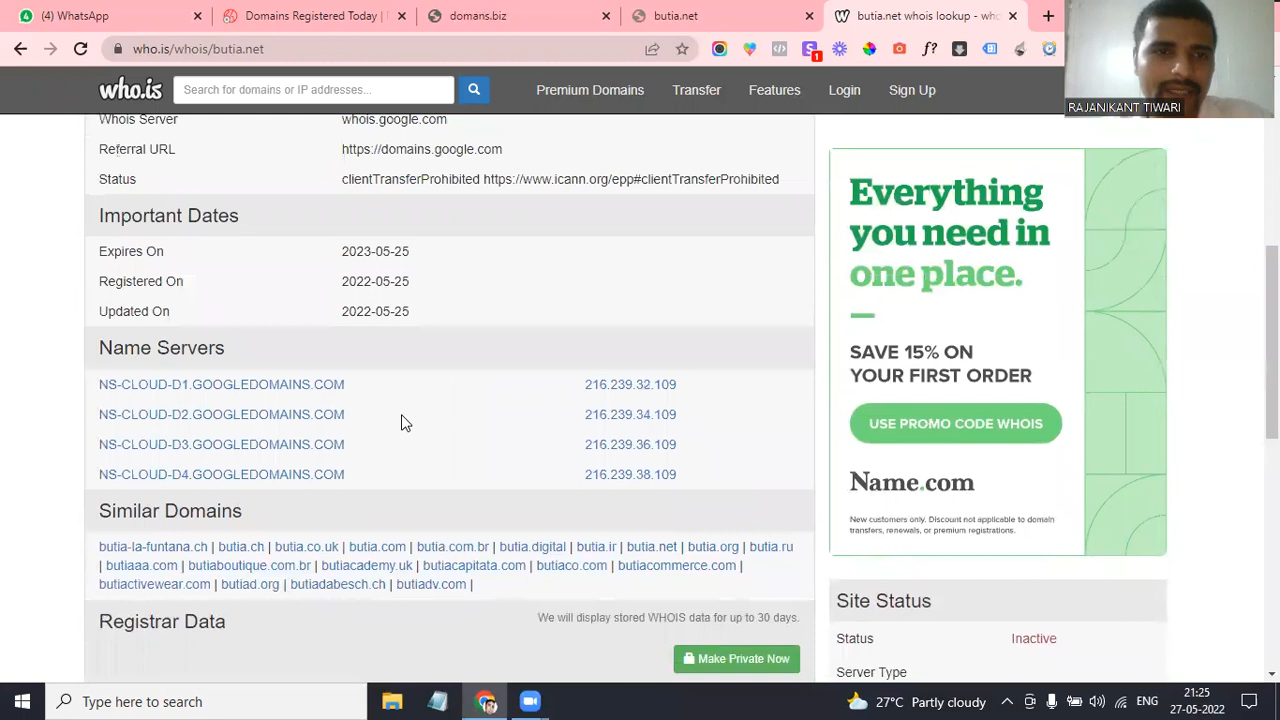 4
WhatsApp
Domains Registered Today |
domans.biz
butia.net
butia.net whois lookup - who
who.is/whois/butia.net
1
f?
RAJANIKANT TIWARI
who.is
Search for domains or IP addresses...
Premium Domains
Transfer
Features
Login
Sign Up
Whois Server
whois.google.com
Referral URL
https://domains.google.com
Status
clientTransferProhibited https://www.icann.org/epp#clientTransferProhibited
Important Dates
Expires On
2023-05-25
Registered On
2022-05-25
Updated On
2022-05-25
Name Servers
NS-CLOUD-D1.GOOGLEDOMAINS.COM
216.239.32.109
NS-CLOUD-D2.GOOGLEDOMAINS.COM
216.239.34.109
NS-CLOUD-D3.GOOGLEDOMAINS.COM
216.239.36.109
NS-CLOUD-D4.GOOGLEDOMAINS.COM
216.239.38.109
Similar Domains
butia-la-funtana.ch | butia.ch | butia.co.uk | butia.com | butia.com.br | butia.digital | butia.ir | butia.net | butia.org | butia.ru
| butiaaa.com | butiaboutique.com.br | butiacademy.uk | butiacapitata.com | butiaco.com | butiacommerce.com |
butiactivewear.com | butiad.org | butiadabesch.ch | butiadv.com |
Registrar Data
We will display stored WHOIS data for up to 30 days.
Make Private Now
Everything
you need in
one place.
SAVE 15% ON
YOUR FIRST ORDER
USE PROMO CODE WHOIS
Name.com
New customers only. Discount not applicable to domain
transfers, renewals, or premium registrations.
Site Status
Status
Inactive
Server Type
Type here to search
27°C Partly cloudy
ENG
21:25
27-05-2022